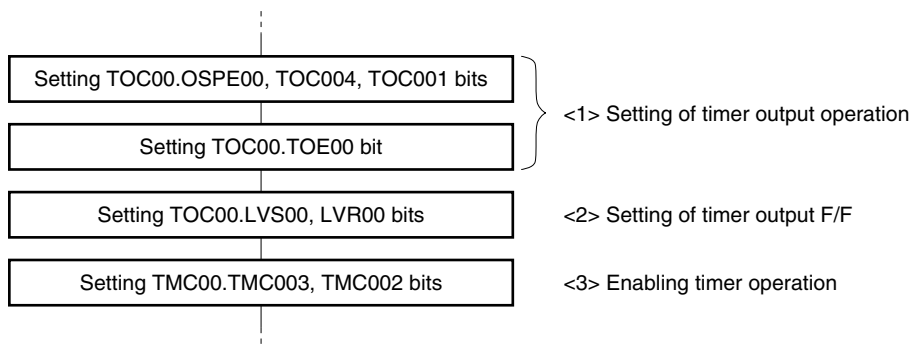 Setting TOC00.OSPE00, TOC004, TOC001 bits
<1> Setting of timer output operation
Setting TOC00.TOE00 bit
Setting TOC00.LVS00, LVR00 bits
<2> Setting of timer output F/F
Setting TMC00.TMC003, TMC002 bits
<3> Enabling timer operation